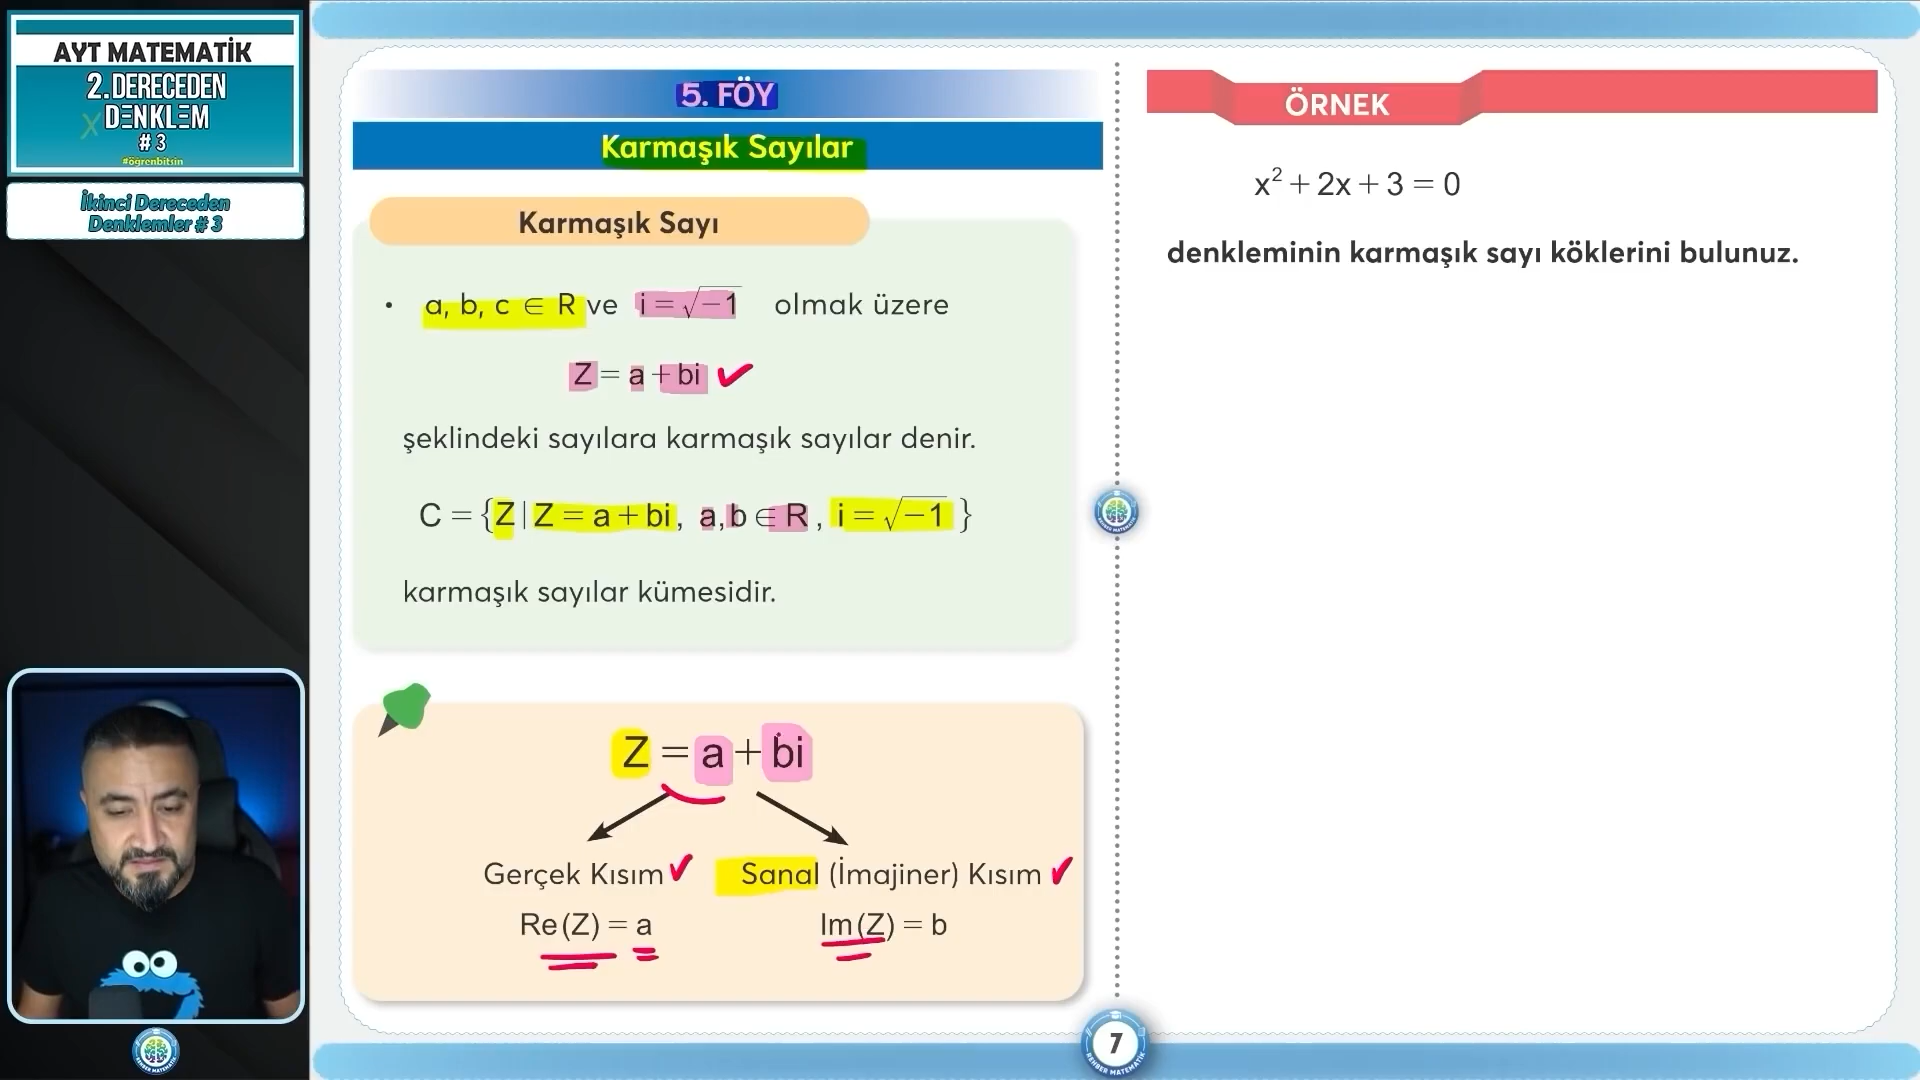 AYT MATEMATİK
2. DERECEDEN
DENKLEM
# 3
#öğrenbitsin
İkinci Dereceden
Denklemler # 3
5. FÖY
Karmaşık Sayılar
Karmaşık Sayı
• a, b, c ∈ R ve i = √−1 olmak üzere
Z = a + bi
şeklindeki sayılara karmaşık sayılar denir.
C = {Z | Z = a + bi, a,b ∈ R, i = √−1 }
karmaşık sayılar kümesidir.
Z = a + bi
Gerçek Kısım Sanal (İmajiner) Kısım
Re(Z) = a Im(Z) = b
ÖRNEK
x² + 2x + 3 = 0
denkleminin karmaşık sayı köklerini bulunuz.
7
REHBER MATEMATİK